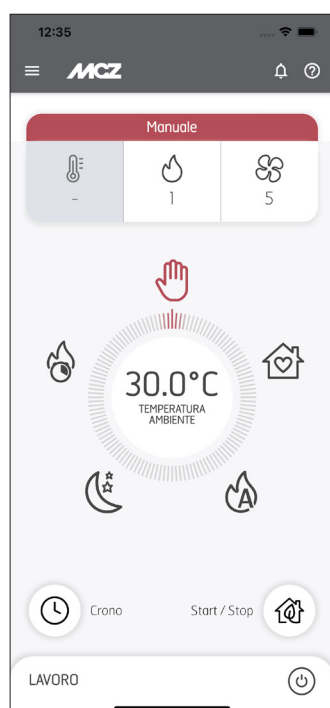 12:35
MCZ
Manuale
-
1
5
30.0°C
TEMPERATURA
AMBIENTE
A
Crono
Start / Stop
LAVORO